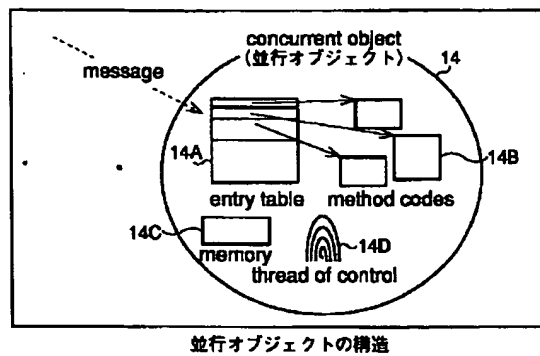 concurrent object
(並行オブジェクト)
14
message
14A
14B
entry table
method codes
14C
14D
memory
thread of control
並行オブジェクトの構造